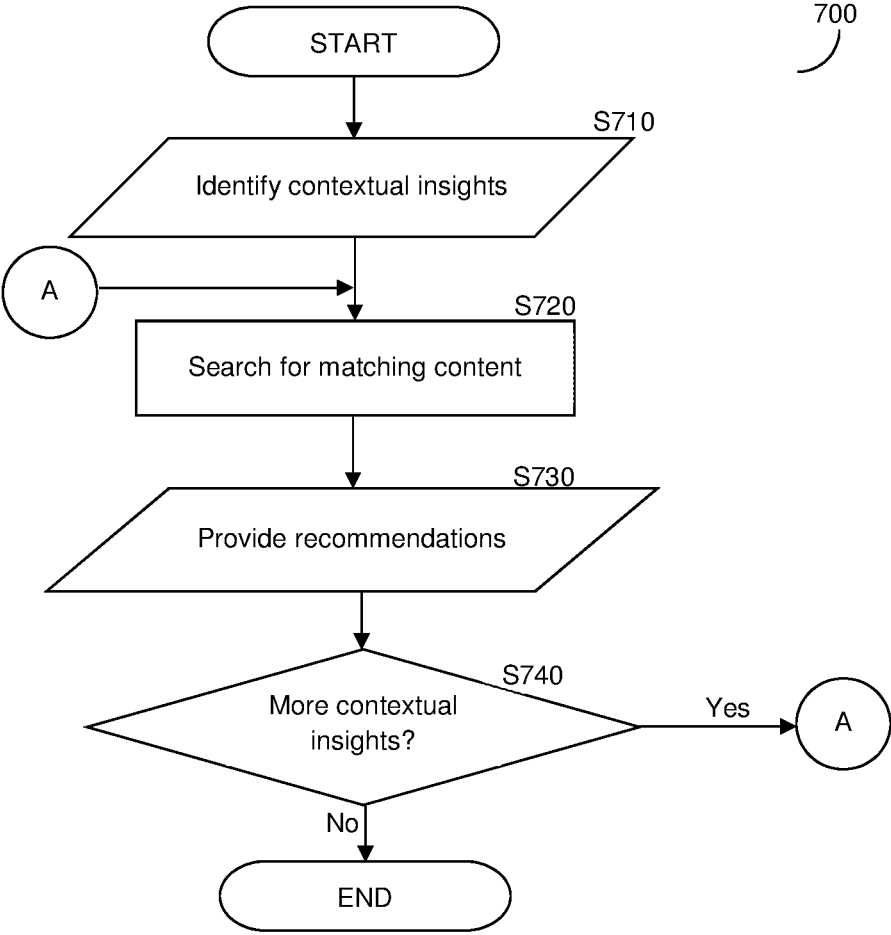 700
START
S710
Identify contextual insights
A
S720
Search for matching content
S730
Provide recommendations
S740
More contextual
insights?
Yes
A
No
END